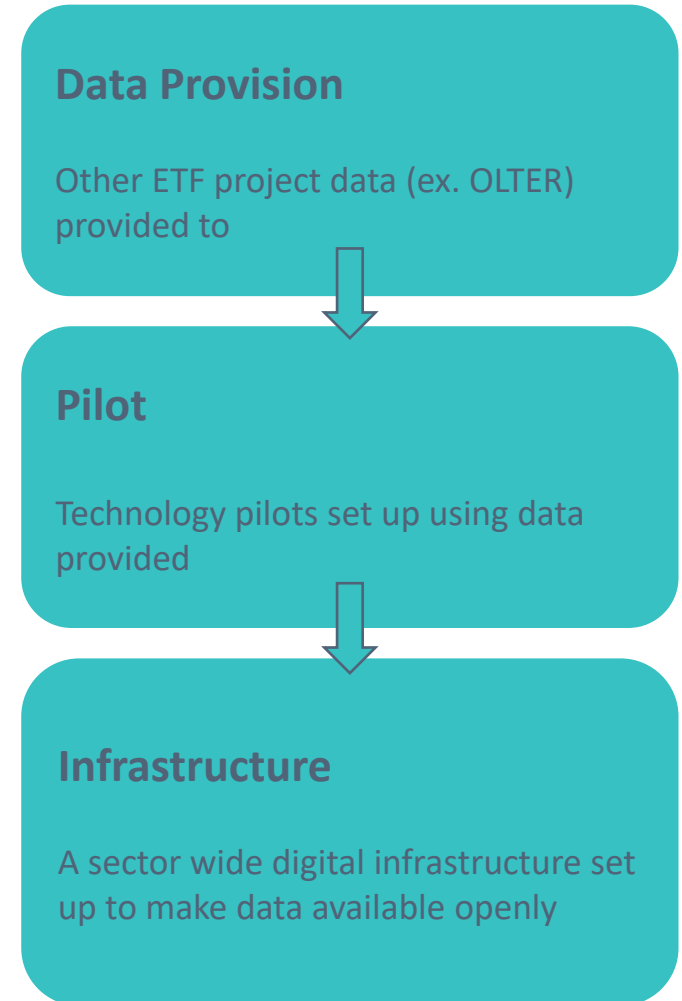 Data Provision
Other ETF project data (ex. OLTER)
provided to
Pilot
Technology pilots set up using data
provided
Infrastructure
A sector wide digital infrastructure set
up to make data available openly